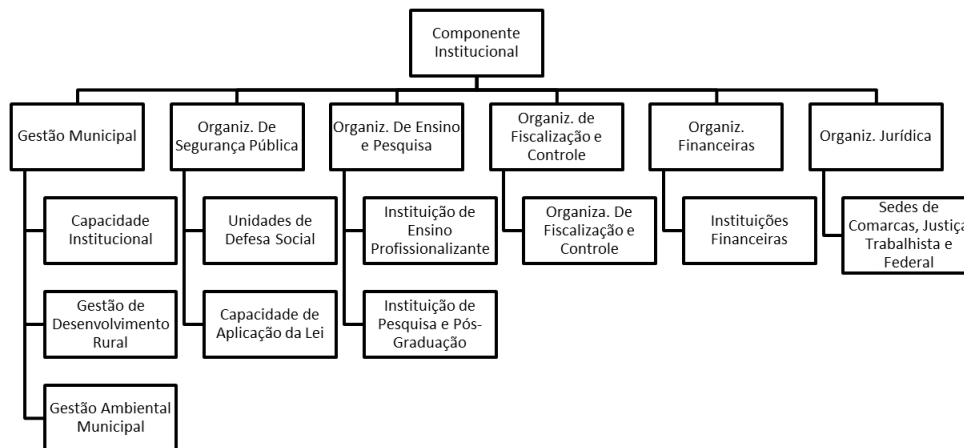 Componente
Institucional
Gestão Municipal
Organiz. De
Segurança Pública
Organiz. De Ensino
e Pesquisa
Organiz. de
Fiscalização e
Controle
Organiz.
Financeiras
Organiz. Jurídica
Capacidade
Institucional
Unidades de
Defesa Social
Instituição de
Ensino
Profissionalizante
Organiza. De
Fiscalização e
Controle
Instituições
Financeiras
Sedes de
Comarcas, Justiça
Trabalhista e
Federal
Gestão de
Desenvolvimento
Rural
Capacidade de
Aplicação da Lei
Instituição de
Pesquisa e Pós-
Graduação
Gestão Ambiental
Municipal